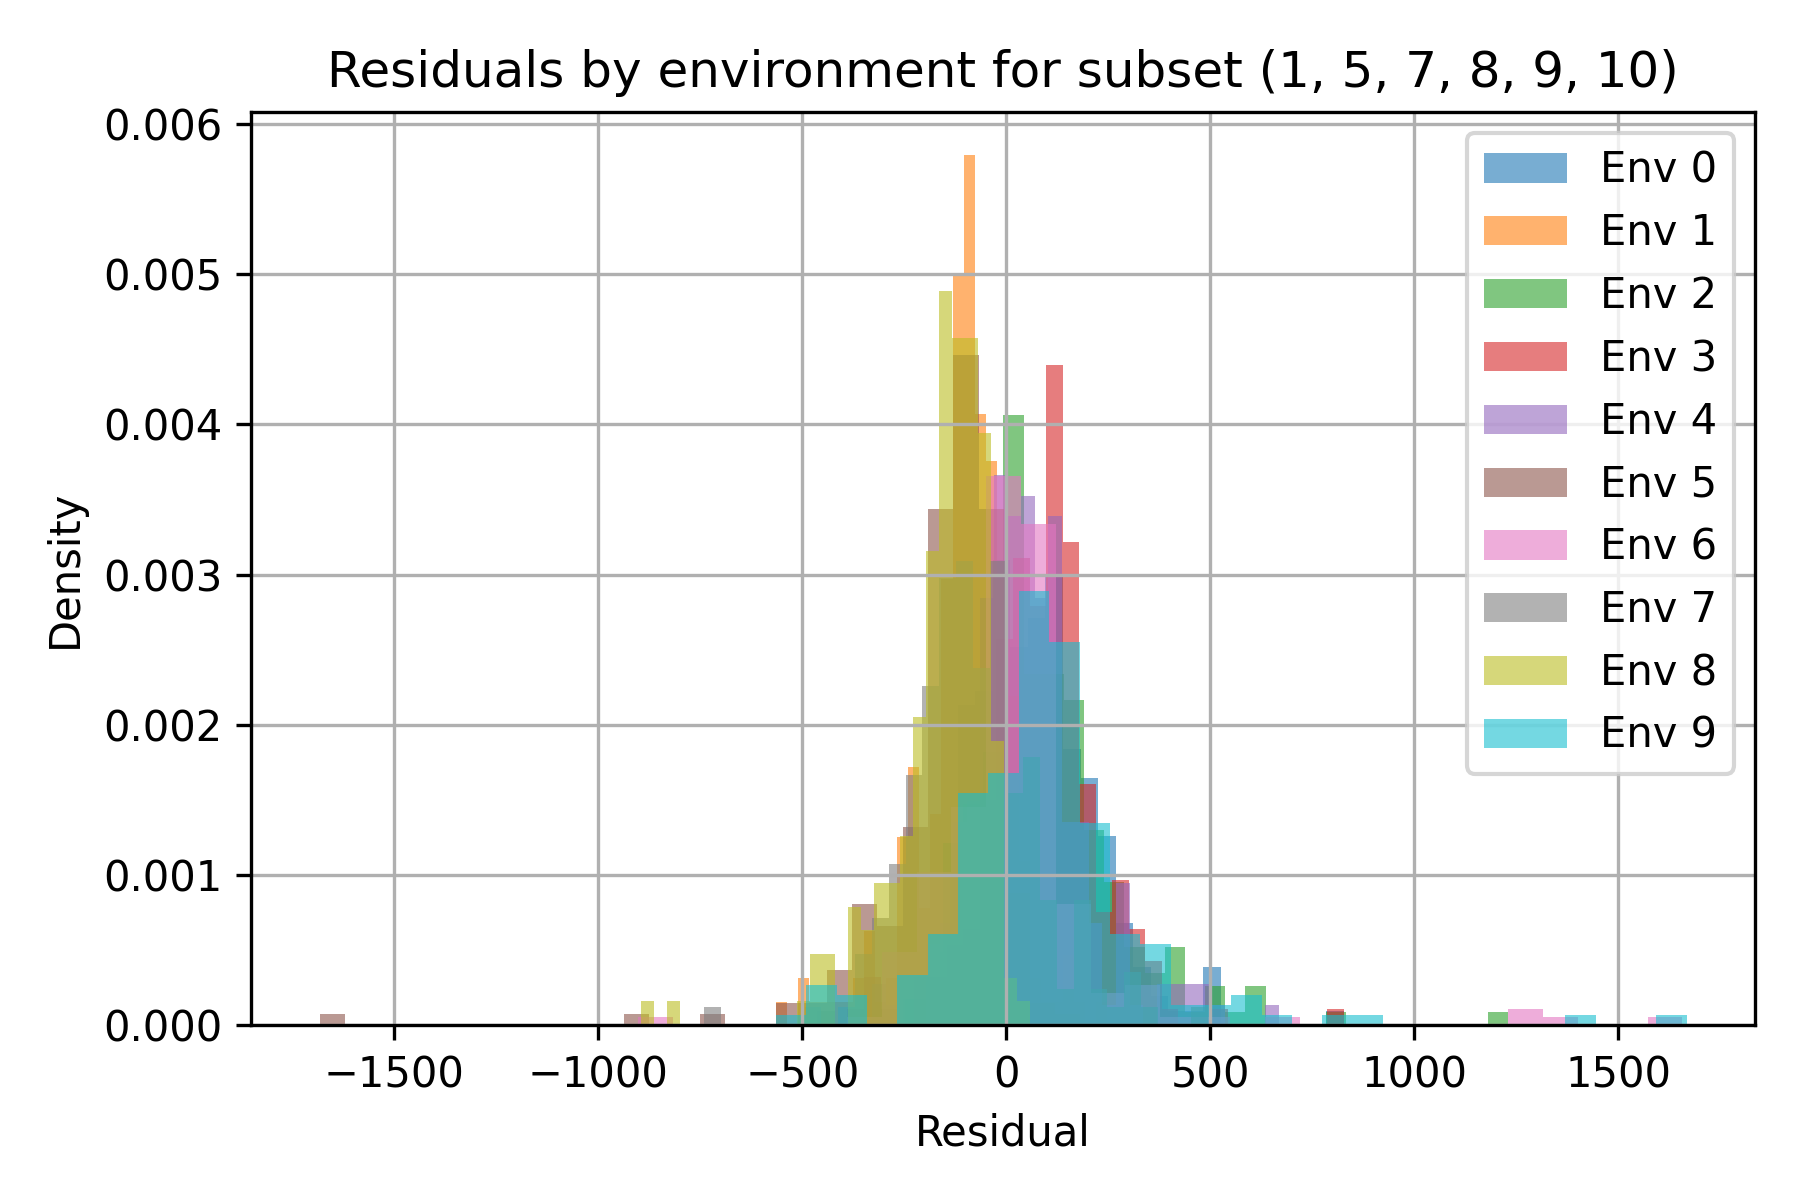 Residuals by environment for subset (1, 5, 7, 8, 9, 10)
0.006
0.005
0.004
0.003
0.002
0.001
0.000
Density
Env 0
Env 1
Env 2
Env 3
Env 4
Env 5
Env 6
Env 7
Env 8
Env 9
−1500
−1000
−500
0
500
1000
1500
Residual